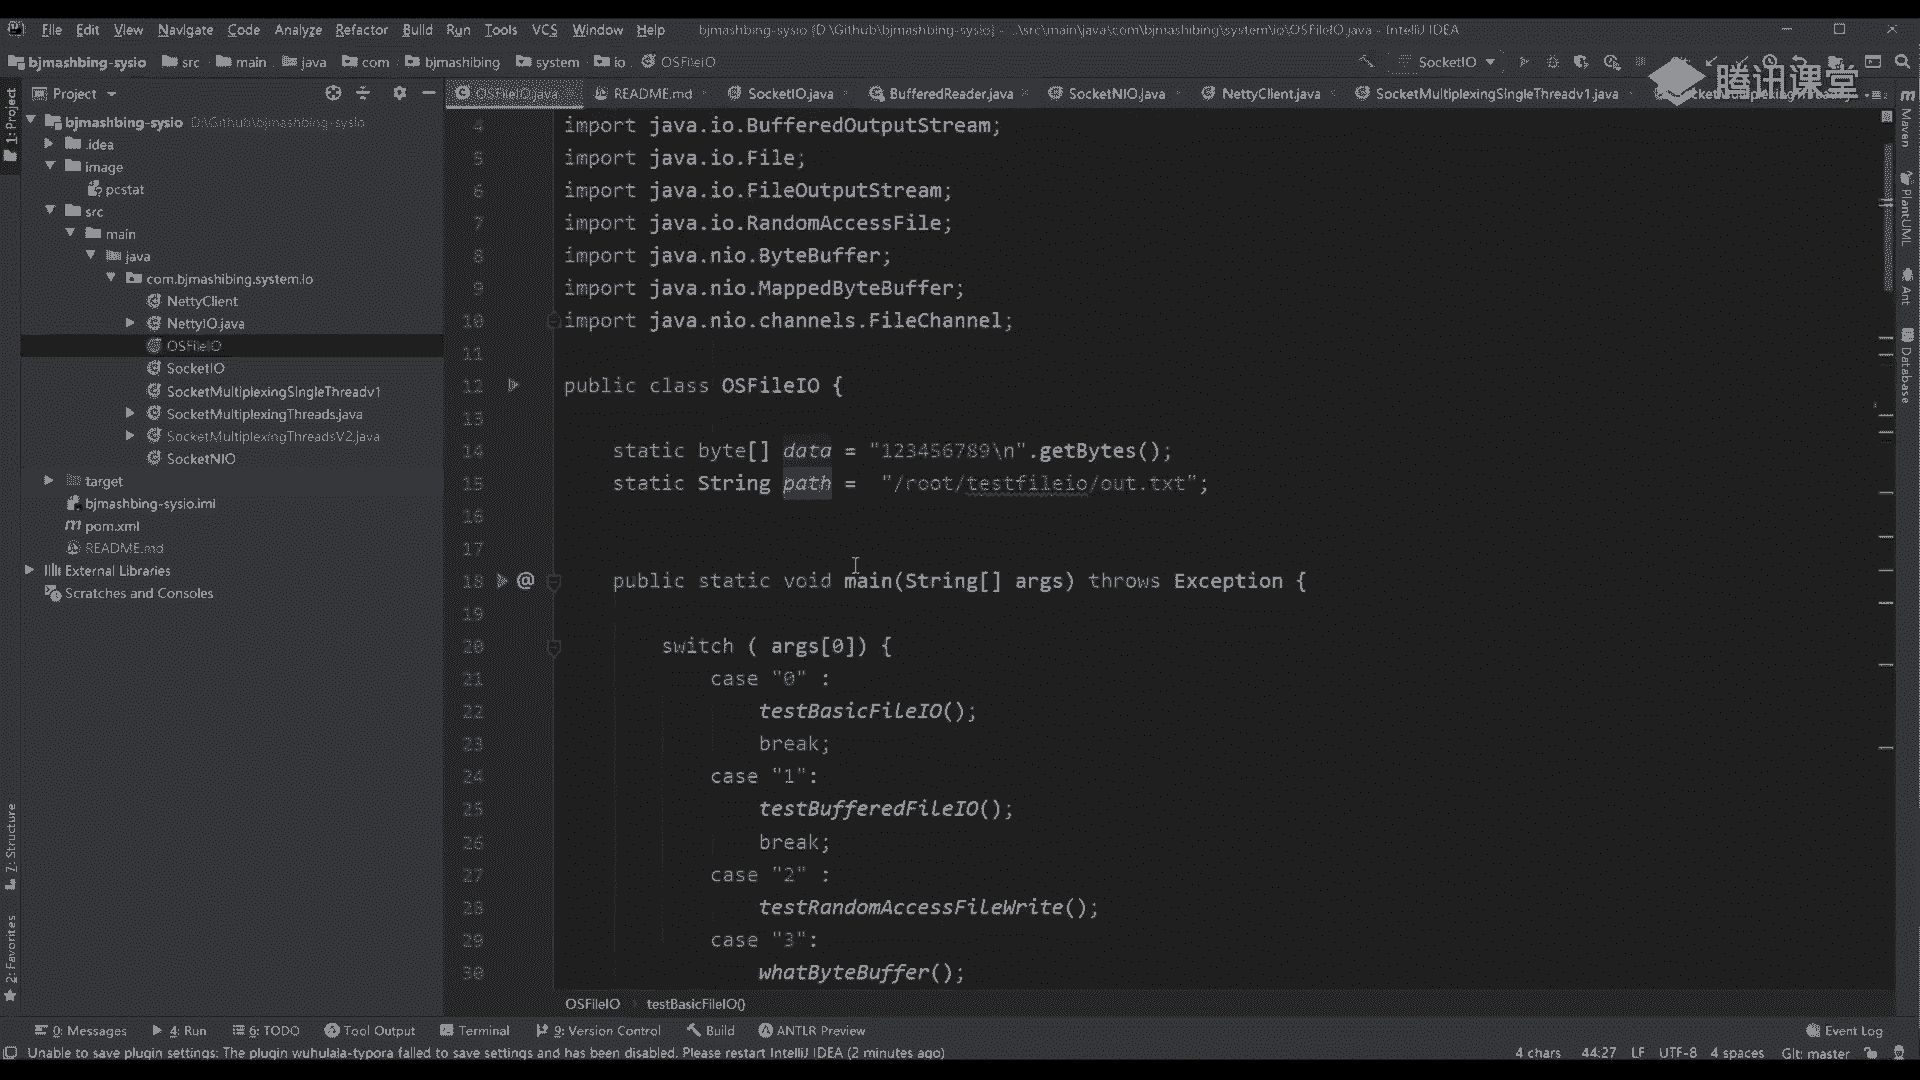 File Edit View Navigate Code Analyze Refactor Build Run Tools VCS Window Help bjmashbing-sysio [D:\Github\bjmashbing-sysio] - ...\src\main\java\com\bjmashibing\system\io\OSFileIO.java - IntelliJ IDEA
bjmashbing-sysio src main java com bjmashibing system io OSFileIO SocketIO
腾讯课堂
1: Project
Project
OSFileIO.java README.md SocketIO.java BufferedReader.java SocketNIO.java NettyClient.java SocketMultiplexingSingleThreadv1.java
bjmashbing-sysio D:\Github\bjmashbing-sysio
.idea
image
pcstat
src
main
java
com.bjmashibing.system.io
NettyClient
NettyIO.java
OSFileIO
SocketIO
SocketMultiplexingSingleThreadv1
SocketMultiplexingThreads.java
SocketMultiplexingThreadsV2.java
SocketNIO
target
bjmashbing-sysio.iml
pom.xml
README.md
External Libraries
Scratches and Consoles
7: Structure
2: Favorites
4 import java.io.BufferedOutputStream;
5 import java.io.File;
6 import java.io.FileOutputStream;
7 import java.io.RandomAccessFile;
8 import java.nio.ByteBuffer;
9 import java.nio.MappedByteBuffer;
10 import java.nio.channels.FileChannel;
11
12 public class OSFileIO {
13
14 static byte[] data = "123456789\n".getBytes();
15 static String path = "/root/testfileio/out.txt";
16
17
18 @ public static void main(String[] args) throws Exception {
19
20 switch ( args[0]) {
21 case "0" :
22 testBasicFileIO();
23 break;
24 case "1":
25 testBufferedFileIO();
26 break;
27 case "2" :
28 testRandomAccessFileWrite();
29 case "3":
30 whatByteBuffer();
OSFileIO testBasicFileIO()
Maven
PlantUML
Ant
Database
0: Messages 4: Run 6: TODO Tool Output Terminal 9: Version Control Build ANTLR Preview Event Log
Unable to save plugin settings: The plugin wuhulala-typora failed to save settings and has been disabled. Please restart IntelliJ IDEA (2 minutes ago) 4 chars 44:27 LF UTF-8 4 spaces Git: master